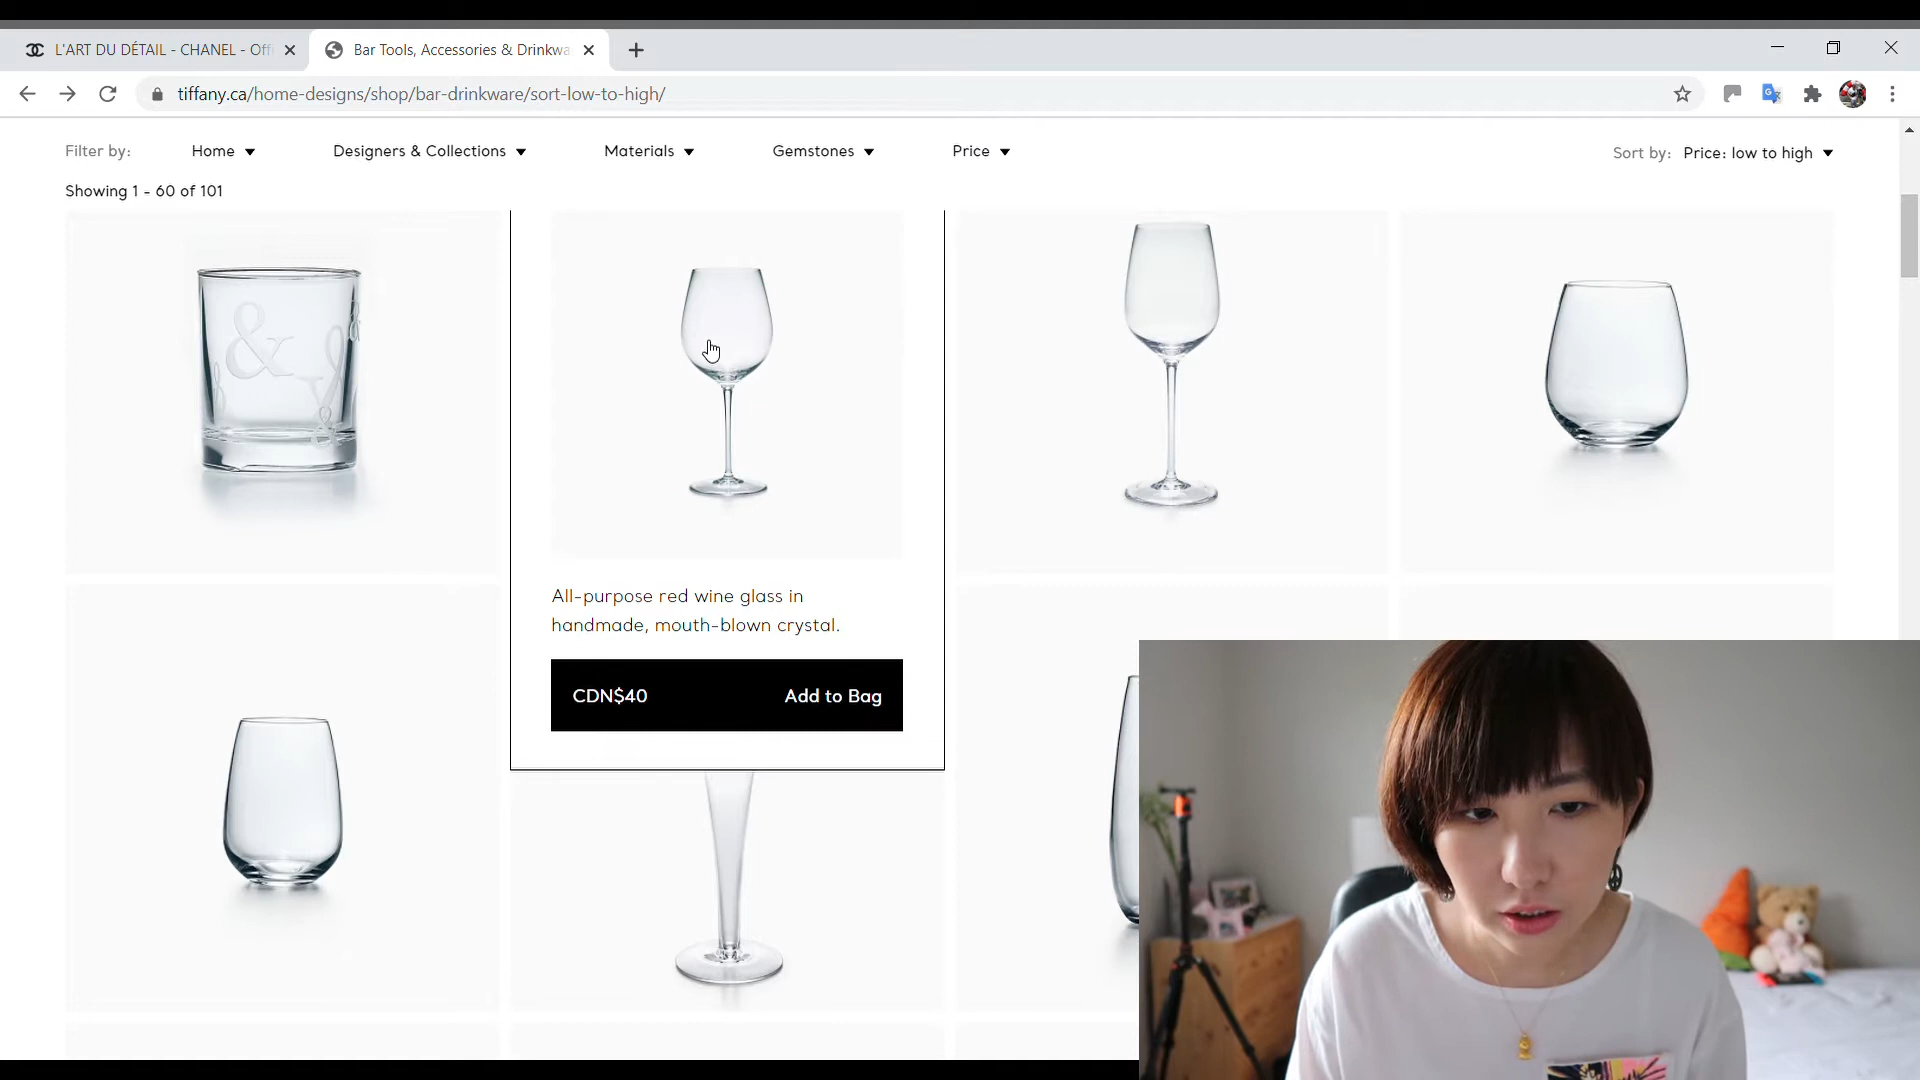 L'ART DU DÉTAIL - CHANEL - Offi
Bar Tools, Accessories & Drinkwa
tiffany.ca/home-designs/shop/bar-drinkware/sort-low-to-high/
Filter by: Home Designers & Collections Materials Gemstones Price Sort by: Price: low to high
Showing 1 - 60 of 101
&
&
&
All-purpose red wine glass in
handmade, mouth-blown crystal.
CDN$40 Add to Bag